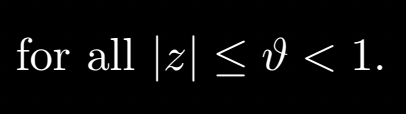 for all |z| ≤ ϑ < 1.